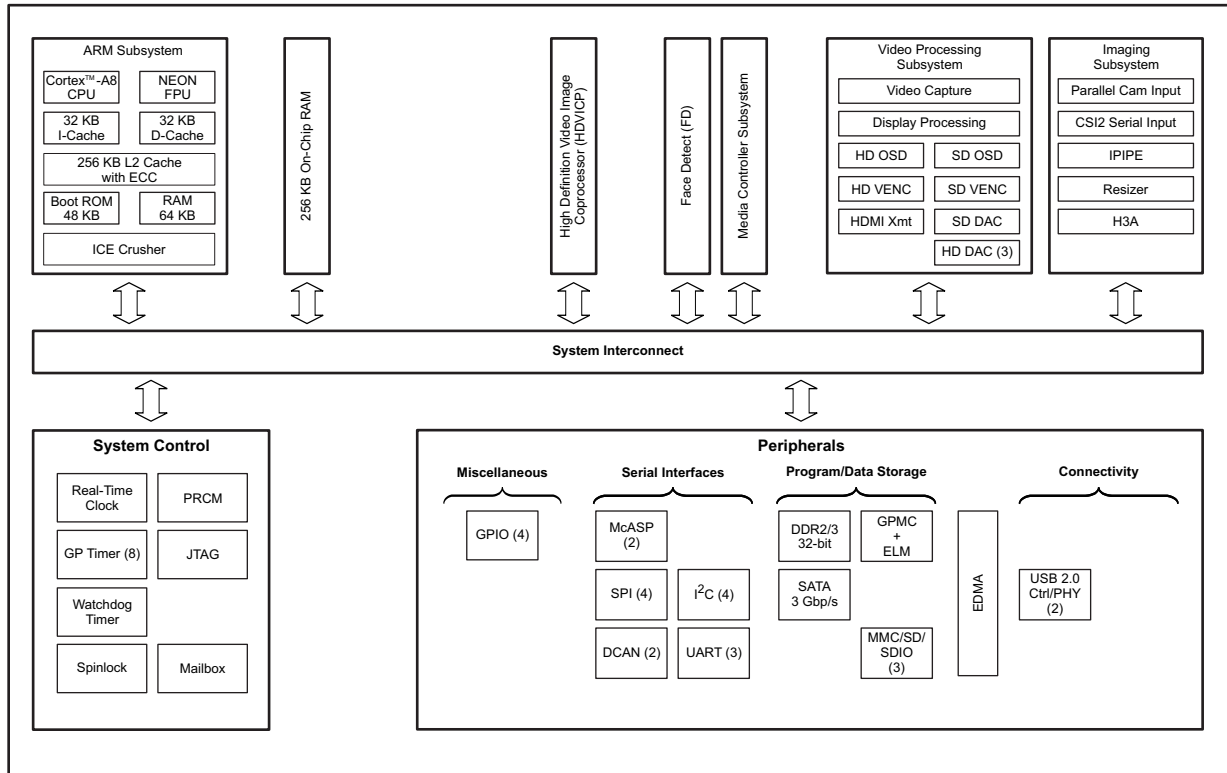 ARM Subsystem
Cortex™-A8
CPU
NEON
FPU
32 KB
I-Cache
32 KB
D-Cache
256 KB L2 Cache
with ECC
Boot ROM
48 KB
RAM
64 KB
ICE Crusher
256 KB On-Chip RAM
High Definition Video Image
Coprocessor (HDVICP)
Face Detect (FD)
Media Controller Subsystem
Video Processing
Subsystem
Video Capture
Display Processing
HD OSD
SD OSD
HD VENC
SD VENC
HDMI Xmt
SD DAC
HD DAC (3)
Imaging
Subsystem
Parallel Cam Input
CSI2 Serial Input
IPIPE
Resizer
H3A
System Interconnect
System Control
Real-Time
Clock
PRCM
GP Timer (8)
JTAG
Watchdog
Timer
Spinlock
Mailbox
Peripherals
Miscellaneous
GPIO (4)
Serial Interfaces
McASP
(2)
SPI (4)
I²C (4)
DCAN (2)
UART (3)
Program/Data Storage
DDR2/3
32-bit
GPMC
+
ELM
SATA
3 Gbp/s
MMC/SD/
SDIO
(3)
EDMA
Connectivity
USB 2.0
Ctrl/PHY
(2)